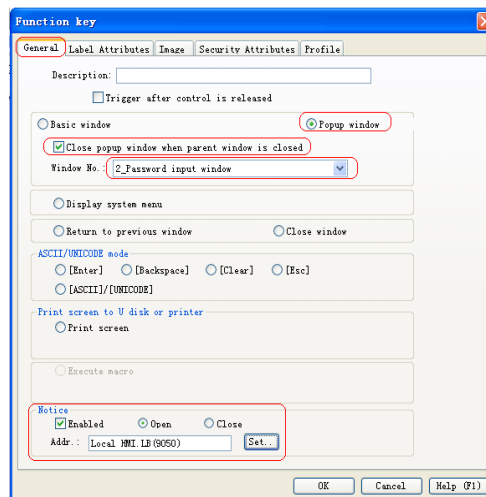 Function key
General Label Attributes Image Security Attributes Profile
Description:
Trigger after control is released
Basic window Popup window
Close popup window when parent window is closed
Window No.: 2_Password input window
Display system menu
Return to previous window Close window
ASCII/UNICODE mode
[Enter] [Backspace] [Clear] [Esc]
[ASCII]/[UNICODE]
Print screen to U disk or printer
Print screen
Execute macro
Notice
Enabled Open Close
Addr.: Local HMI.LB(9050) Set..
OK Cancel Help (F1)